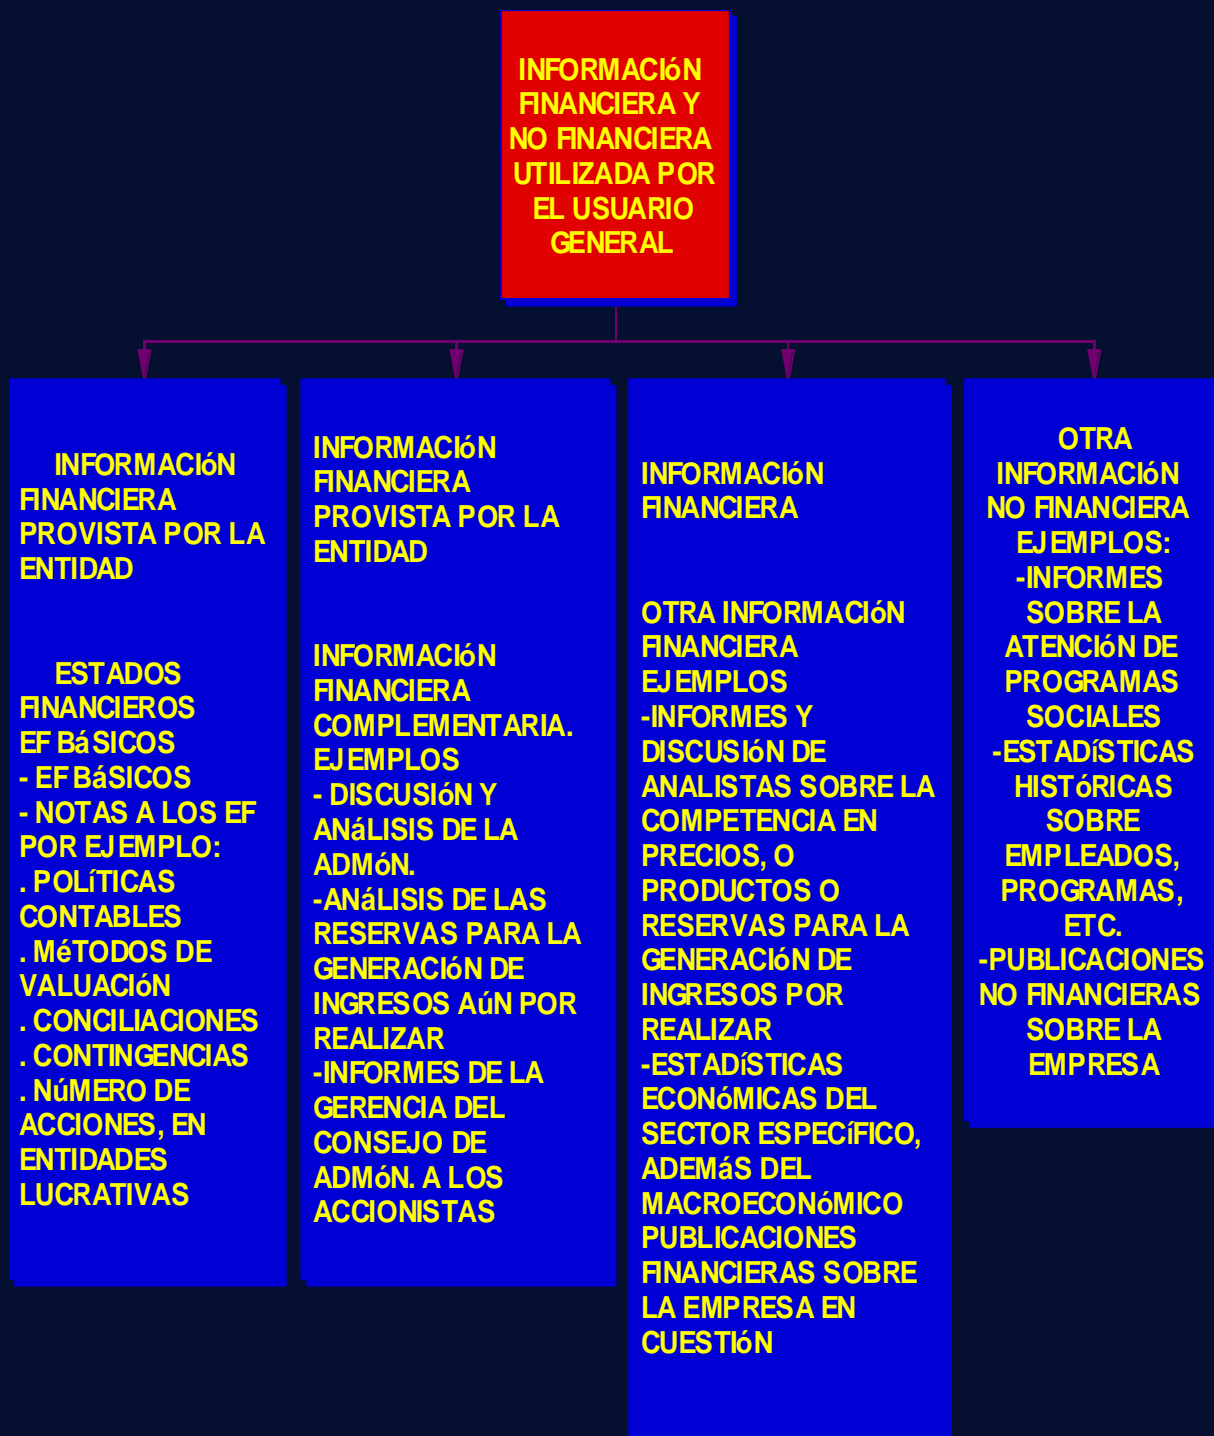 INFORMACIóN
FINANCIERA Y
NO FINANCIERA
UTILIZADA POR
EL USUARIO
GENERAL
INFORMACIóN
FINANCIERA
PROVISTA POR LA
ENTIDAD
ESTADOS
FINANCIEROS
EF BáSICOS
- EF BáSICOS
- NOTAS A LOS EF
POR EJEMPLO:
. POLíTICAS
CONTABLES
. MéTODOS DE
VALUACIóN
. CONCILIACIONES
. CONTINGENCIAS
. NúMERO DE
ACCIONES, EN
ENTIDADES
LUCRATIVAS
INFORMACIóN
FINANCIERA
PROVISTA POR LA
ENTIDAD
INFORMACIóN
FINANCIERA
COMPLEMENTARIA.
EJEMPLOS
- DISCUSIóN Y
ANáLISIS DE LA
ADMóN.
-ANáLISIS DE LAS
RESERVAS PARA LA
GENERACIóN DE
INGRESOS AúN POR
REALIZAR
-INFORMES DE LA
GERENCIA DEL
CONSEJO DE
ADMóN. A LOS
ACCIONISTAS
INFORMACIóN
FINANCIERA
OTRA INFORMACIóN
FINANCIERA
EJEMPLOS
-INFORMES Y
DISCUSIóN DE
ANALISTAS SOBRE LA
COMPETENCIA EN
PRECIOS, O
PRODUCTOS O
RESERVAS PARA LA
GENERACIóN DE
INGRESOS POR
REALIZAR
-ESTADíSTICAS
ECONóMICAS DEL
SECTOR ESPECíFICO,
ADEMáS DEL
MACROECONóMICO
PUBLICACIONES
FINANCIERAS SOBRE
LA EMPRESA EN
CUESTIóN
OTRA
INFORMACIóN
NO FINANCIERA
EJEMPLOS:
-INFORMES
SOBRE LA
ATENCIóN DE
PROGRAMAS
SOCIALES
-ESTADíSTICAS
HISTóRICAS
SOBRE
EMPLEADOS,
PROGRAMAS,
ETC.
-PUBLICACIONES
NO FINANCIERAS
SOBRE LA
EMPRESA